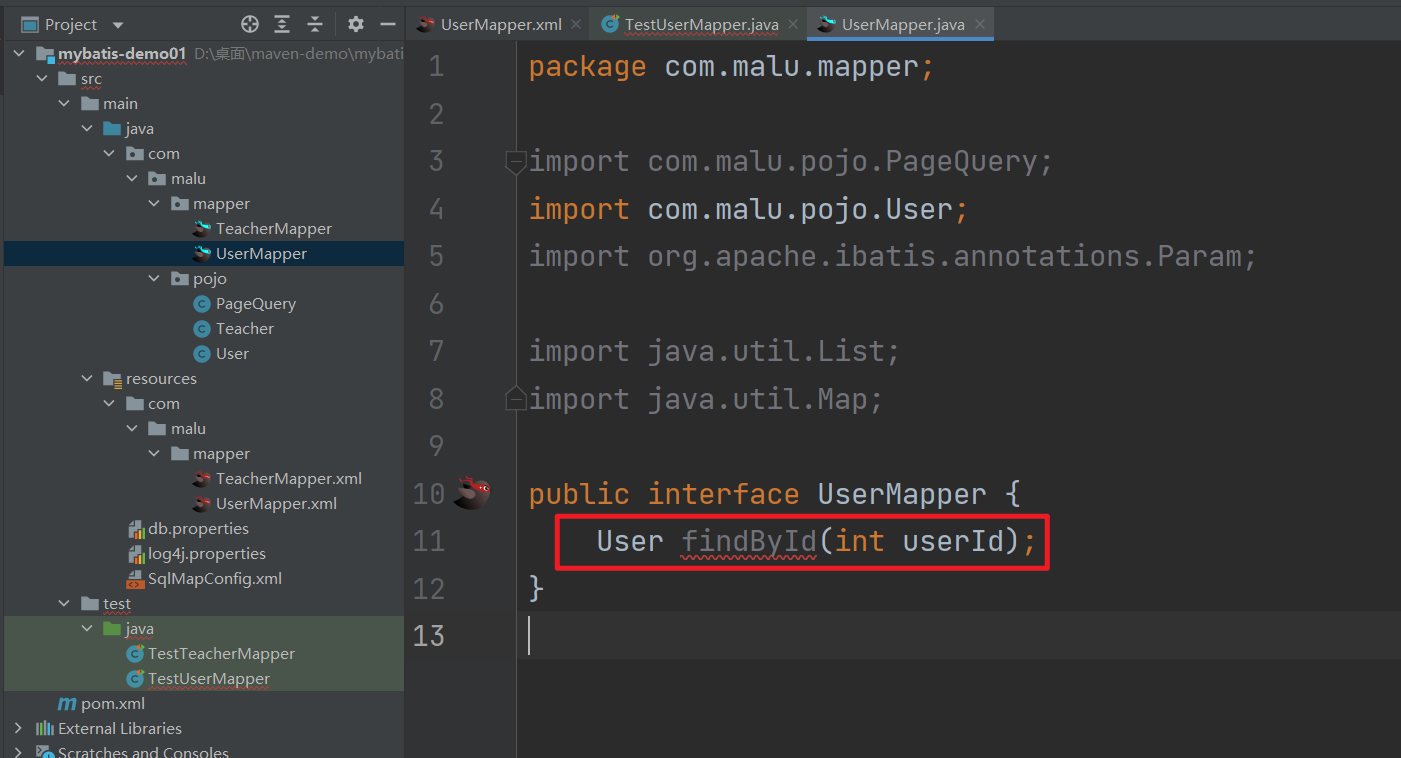 Project
UserMapper.xml
TestUserMapper.java
UserMapper.java
mybatis-demo01 D:\桌面\maven-demo\mybati
src
main
java
com
malu
mapper
TeacherMapper
UserMapper
pojo
PageQuery
Teacher
User
resources
com
malu
mapper
TeacherMapper.xml
UserMapper.xml
db.properties
log4j.properties
SqlMapConfig.xml
test
java
TestTeacherMapper
TestUserMapper
pom.xml
External Libraries
Scratches and Consoles
1 package com.malu.mapper;
2
3 import com.malu.pojo.PageQuery;
4 import com.malu.pojo.User;
5 import org.apache.ibatis.annotations.Param;
6
7 import java.util.List;
8 import java.util.Map;
9
10 public interface UserMapper {
11 User findById(int userId);
12 }
13